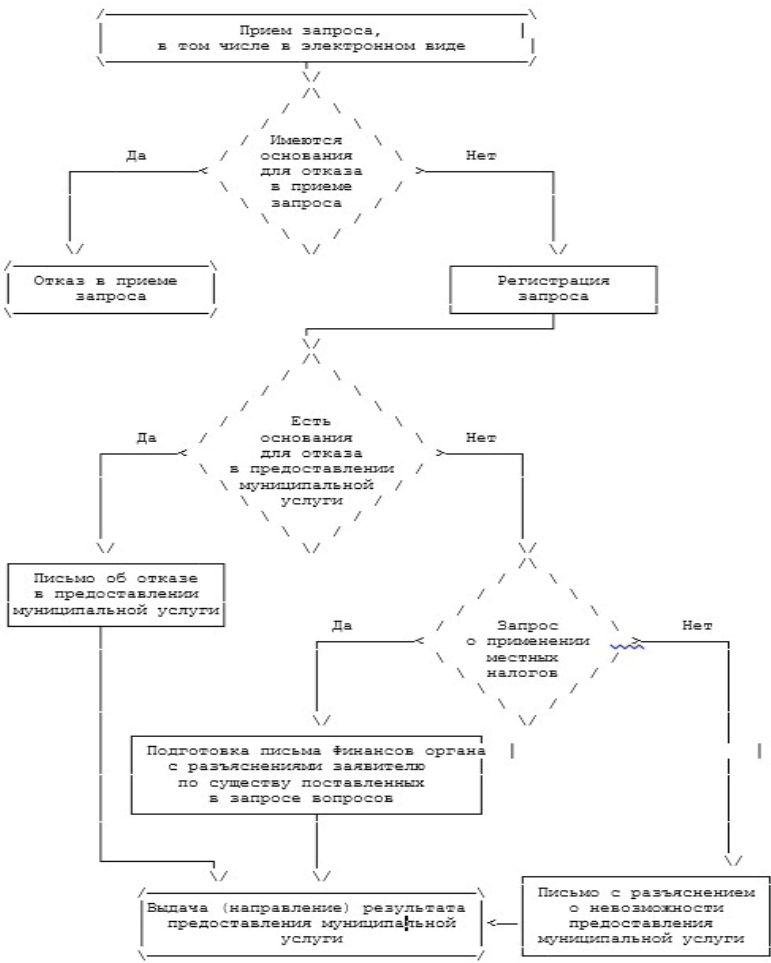 Прием запроса,
в том числе в электронном виде
Имеются
основания
для отказа
в приеме
запроса
Да
Нет
Отказ в приеме
запроса
Регистрация
запроса
Есть
основания
для отказа
в предоставлении
муниципальной
услуги
Да
Нет
Письмо об отказе
в предоставлении
муниципальной услуги
Запрос
о применении
местных
налогов
Да
Нет
Подготовка письма Финансов органа
с разъяснениями заявителю
по существу поставленных
в запросе вопросов
Выдача (направление) результата
предоставления муниципальной
услуги
Письмо с разъяснением
о невозможности
предоставления
муниципальной услуги